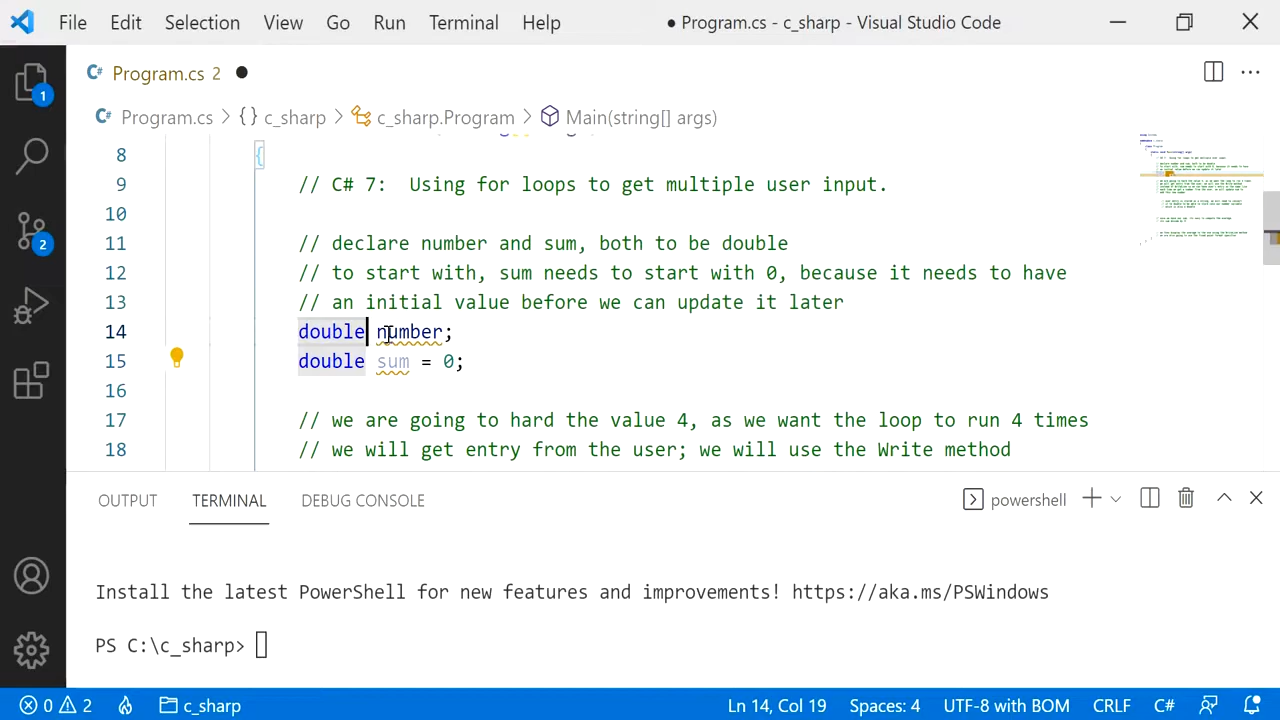 File Edit Selection View Go Run Terminal Help ● Program.cs - c_sharp - Visual Studio Code
C# Program.cs 2 ●
C# Program.cs > {} c_sharp > c_sharp.Program > Main(string[] args)
8 {
9 // C# 7: Using for loops to get multiple user input.
10
11 // declare number and sum, both to be double
12 // to start with, sum needs to start with 0, because it needs to have
13 // an initial value before we can update it later
14 double number;
15 double sum = 0;
16
17 // we are going to hard the value 4, as we want the loop to run 4 times
18 // we will get entry from the user; we will use the Write method
1
2
OUTPUT TERMINAL DEBUG CONSOLE powershell
Install the latest PowerShell for new features and improvements! https://aka.ms/PSWindows
PS C:\c_sharp>
0 2 c_sharp Ln 14, Col 19 Spaces: 4 UTF-8 with BOM CRLF C#